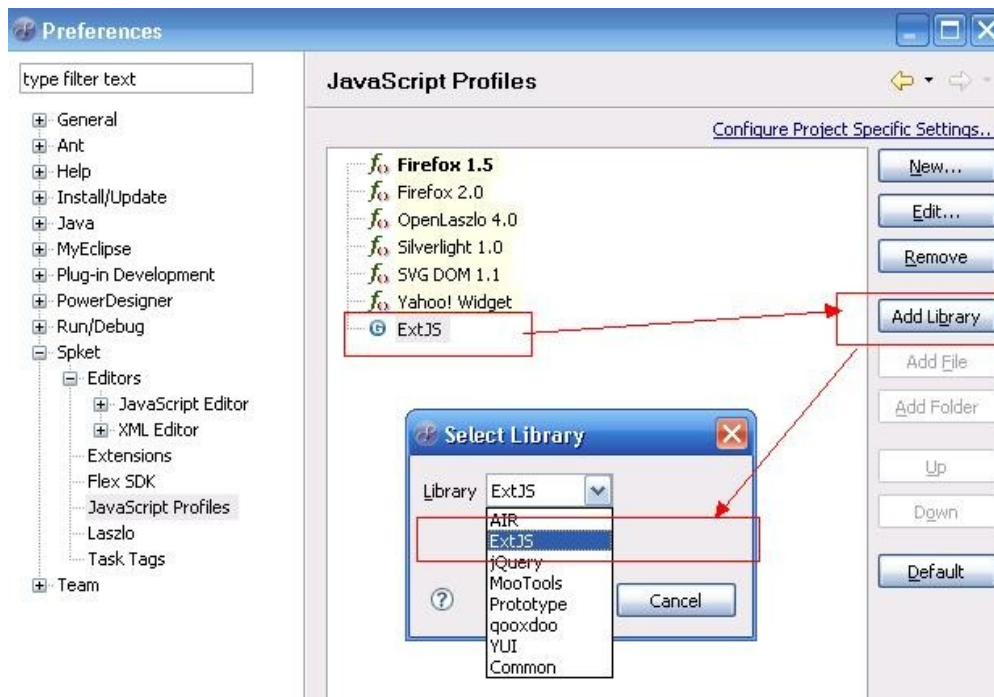 Preferences
type filter text
General
Ant
Help
Install/Update
Java
MyEclipse
Plug-in Development
PowerDesigner
Run/Debug
Spket
Editors
JavaScript Editor
XML Editor
Extensions
Flex SDK
JavaScript Profiles
Laszlo
Task Tags
Team
JavaScript Profiles
Configure Project Specific Settings..
Firefox 1.5
Firefox 2.0
OpenLaszlo 4.0
Silverlight 1.0
SVG DOM 1.1
Yahoo! Widget
ExtJS
New...
Edit...
Remove
Add Library
Add File
Add Folder
Up
Down
Default
Select Library
Library ExtJS
AIR
ExtJS
jQuery
MooTools
Prototype
qooxdoo
YUI
Common
Cancel